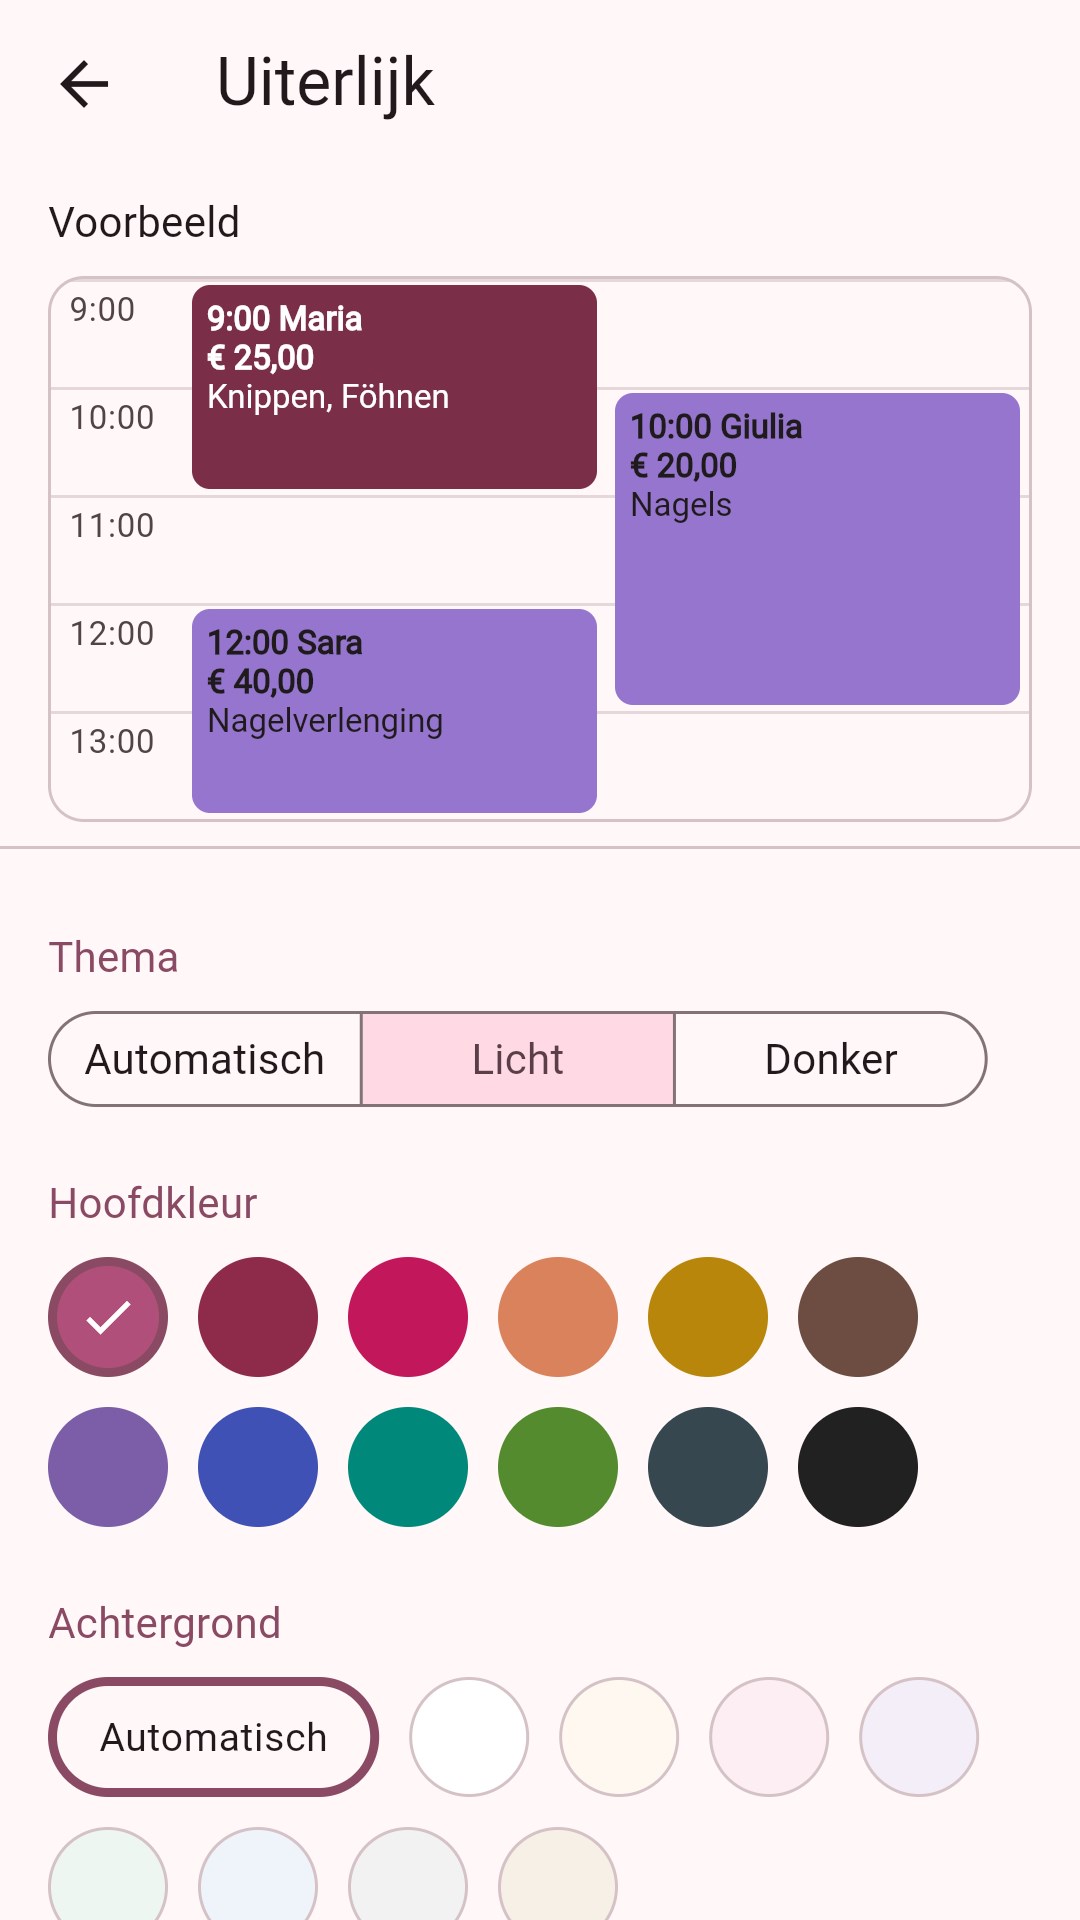 Uiterlijk
Voorbeeld
9:00
9:00 Maria
€ 25,00
Knippen, Föhnen
10:00
10:00 Giulia
€ 20,00
Nagels
11:00
12:00
12:00 Sara
€ 40,00
Nagelverlenging
13:00
Thema
Automatisch
Licht
Donker
Hoofdkleur
Achtergrond
Automatisch